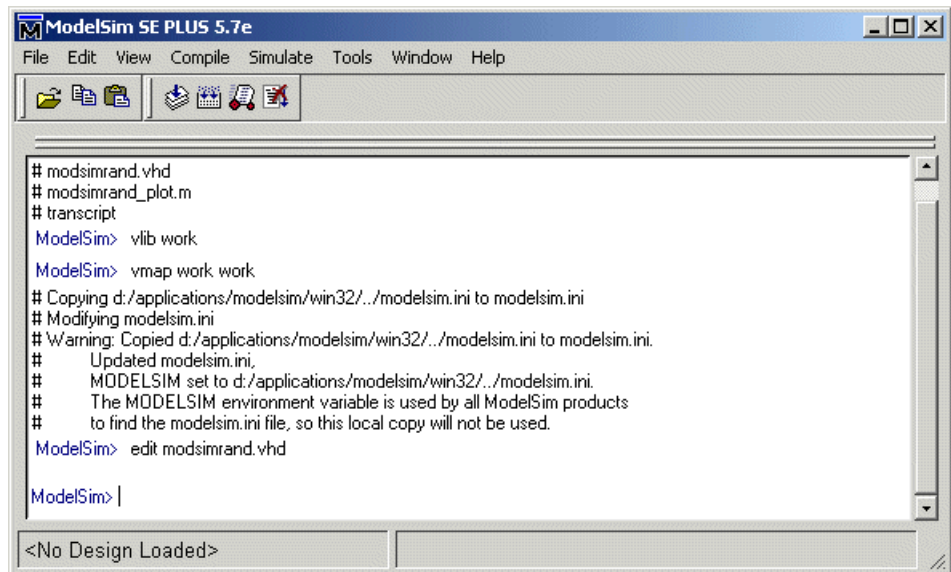 ModelSim SE PLUS 5.7e
File Edit View Compile Simulate Tools Window Help
# modsimrand.vhd
# modsimrand_plot.m
# transcript
ModelSim> vlib work
ModelSim> vmap work work
# Copying d:/applications/modelsim/win32/../modelsim.ini to modelsim.ini
# Modifying modelsim.ini
# Warning: Copied d:/applications/modelsim/win32/../modelsim.ini to modelsim.ini.
#         Updated modelsim.ini,
#         MODELSIM set to d:/applications/modelsim/win32/../modelsim.ini.
#         The MODELSIM environment variable is used by all ModelSim products
#         to find the modelsim.ini file, so this local copy will not be used.
ModelSim> edit modsimrand.vhd
ModelSim>
<No Design Loaded>